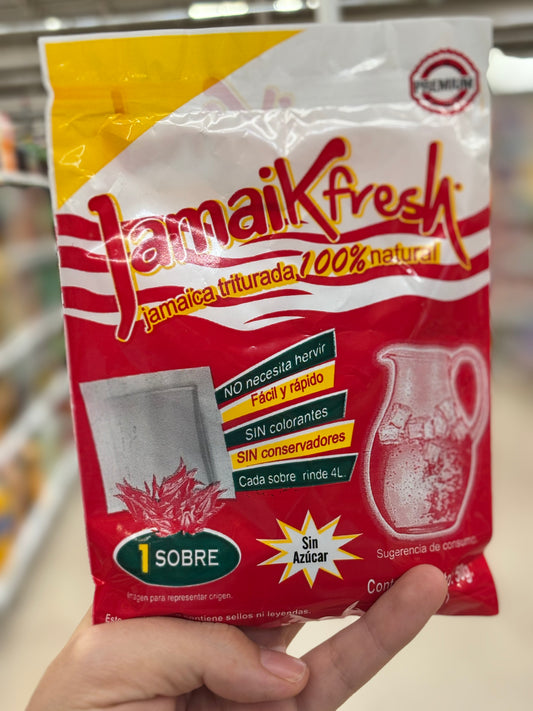 PREMIUM
JamaiKfresh
jamaica triturada 100% natural
NO necesita hervir
Fácil y rápido
SIN colorantes
SIN conservadores
Cada sobre rinde 4L.
1 SOBRE
Sin
Azúcar
Sugerencia de consumo.
Imagen para representar origen.
contiene sellos ni leyendas.